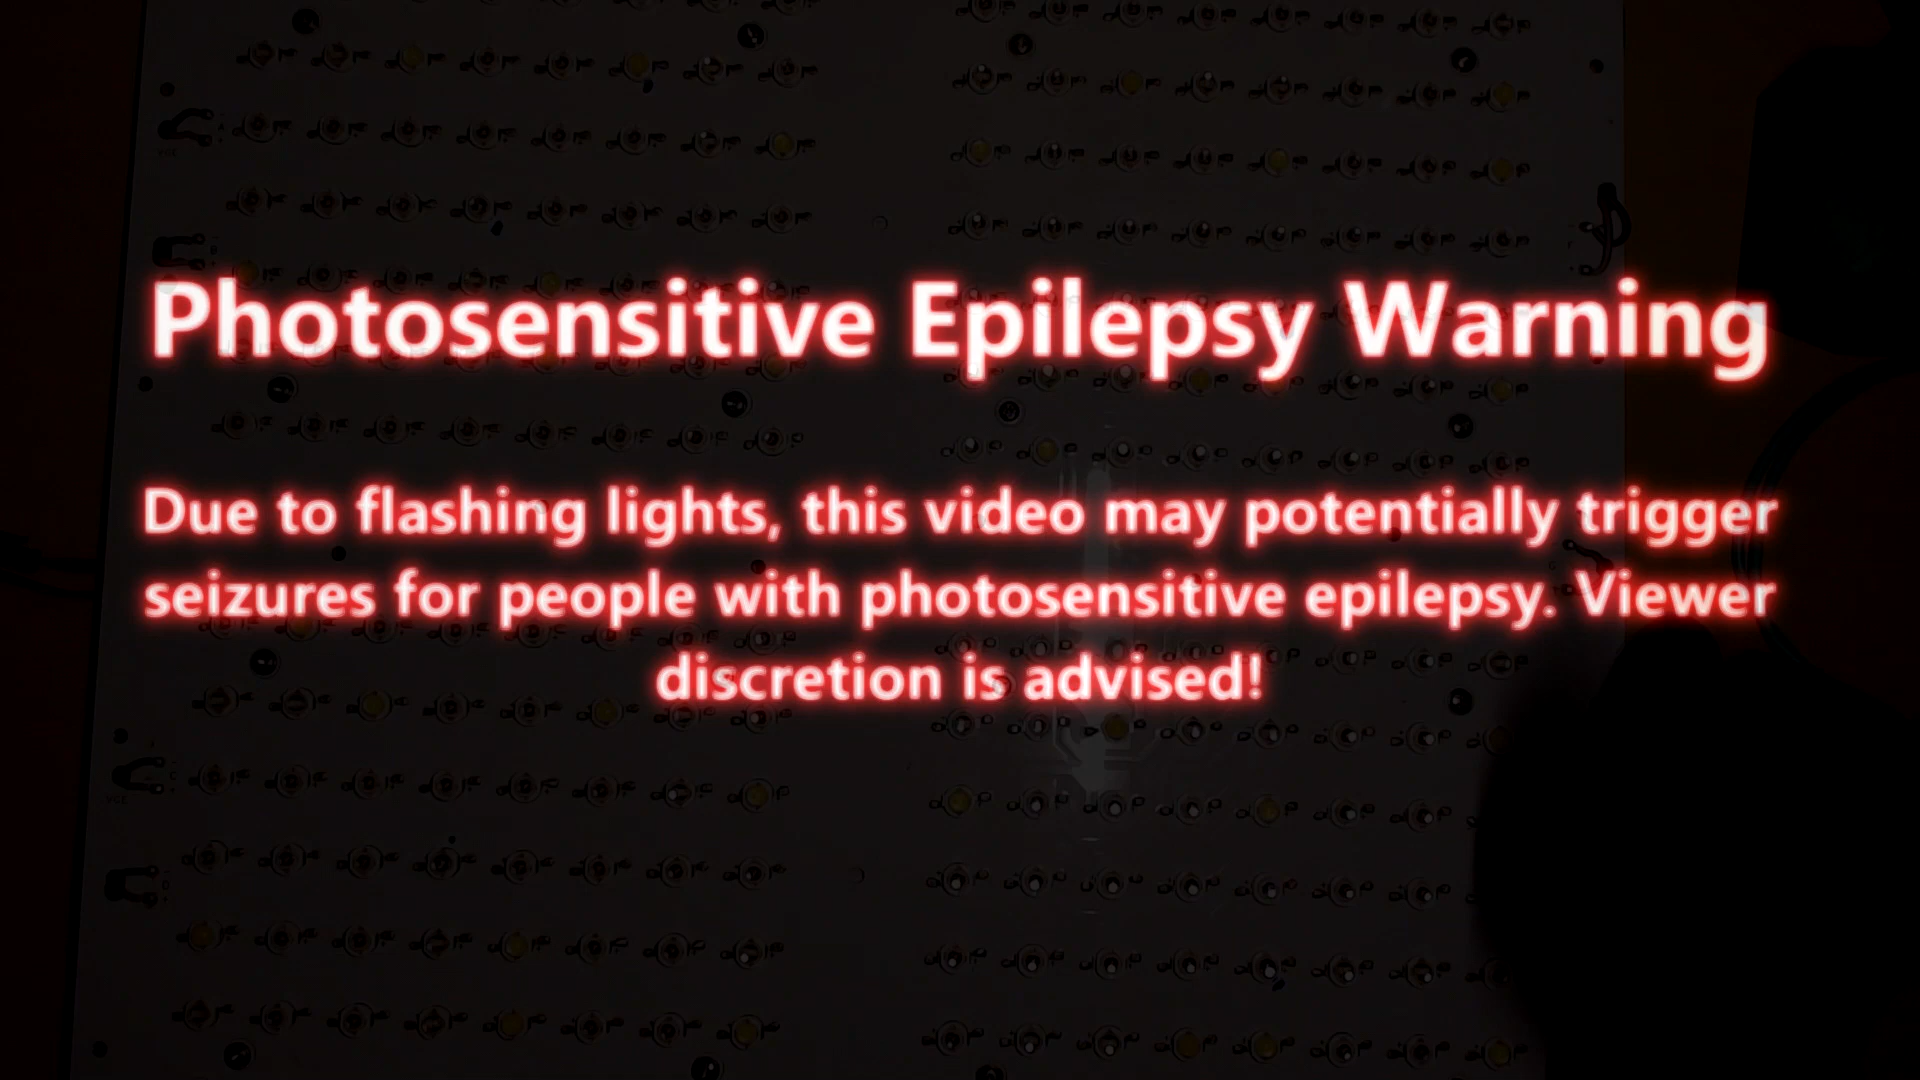 Photosensitive Epilepsy Warning
Due to flashing lights, this video may potentially trigger
seizures for people with photosensitive epilepsy. Viewer
discretion is advised!